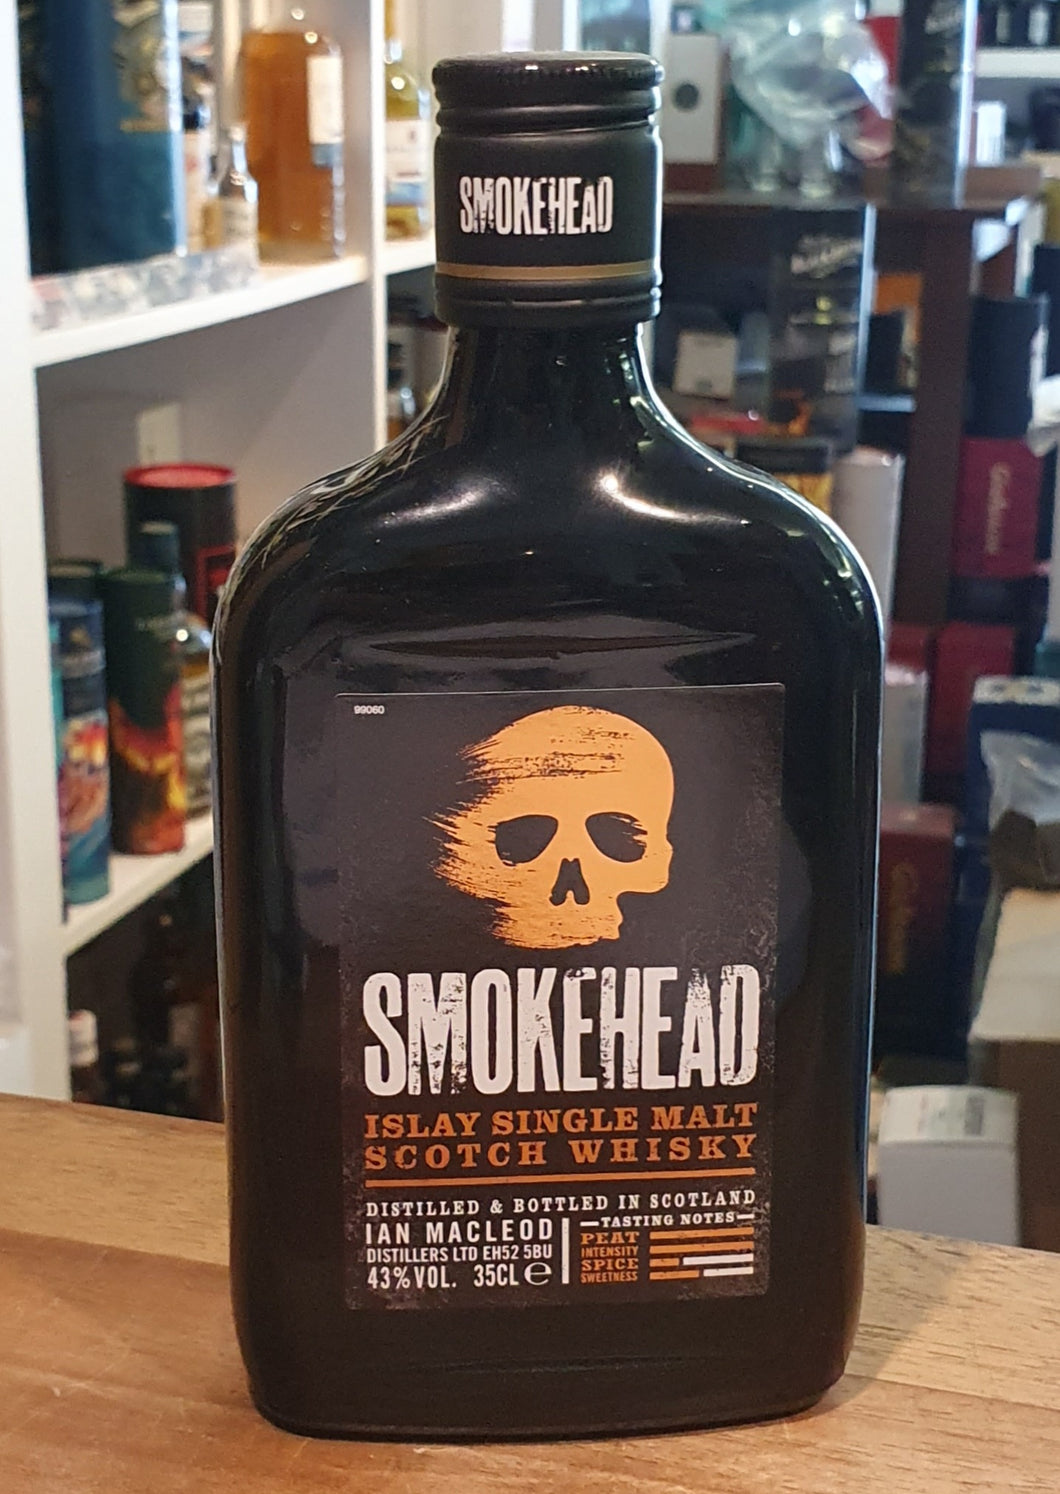 SMOKEHEAD
99060
SMOKEHEAD
ISLAY SINGLE MALT
SCOTCH WHISKY
DISTILLED & BOTTLED IN SCOTLAND
IAN MACLEOD
DISTILLERS LTD EH52 5BU
43% VOL. 35CL e
TASTING NOTES
PEAT
INTENSITY
SPICE
SWEETNESS